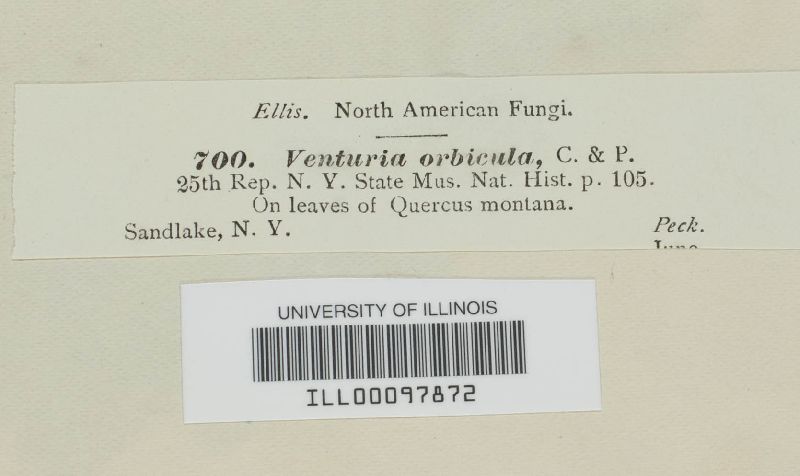 Ellis. North American Fungi.
700. Venturia orbicula, C. & P.
25th Rep. N. Y. State Mus. Nat. Hist. p. 105.
On leaves of Quercus montana.
Sandlake, N. Y. Peck.
June
UNIVERSITY OF ILLINOIS
ILL00097872